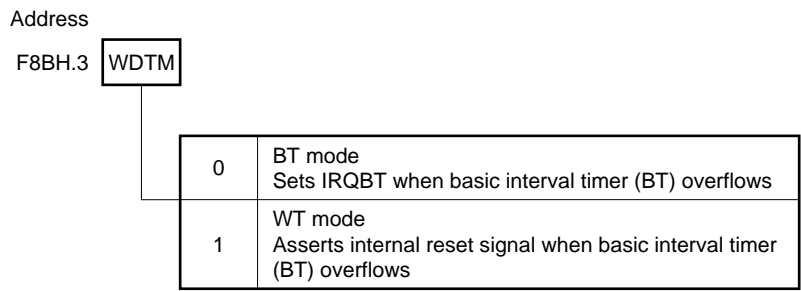 Address
F8BH.3 WDTM
0 BT mode
Sets IRQBT when basic interval timer (BT) overflows
1 WT mode
Asserts internal reset signal when basic interval timer
(BT) overflows